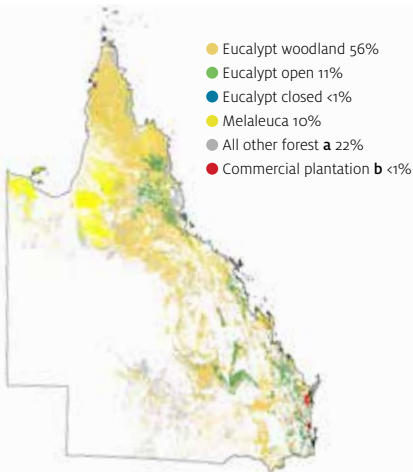 Eucalypt woodland 56%
Eucalypt open 11%
Eucalypt closed <1%
Melaleuca 10%
All other forest a 22%
Commercial plantation b <1%